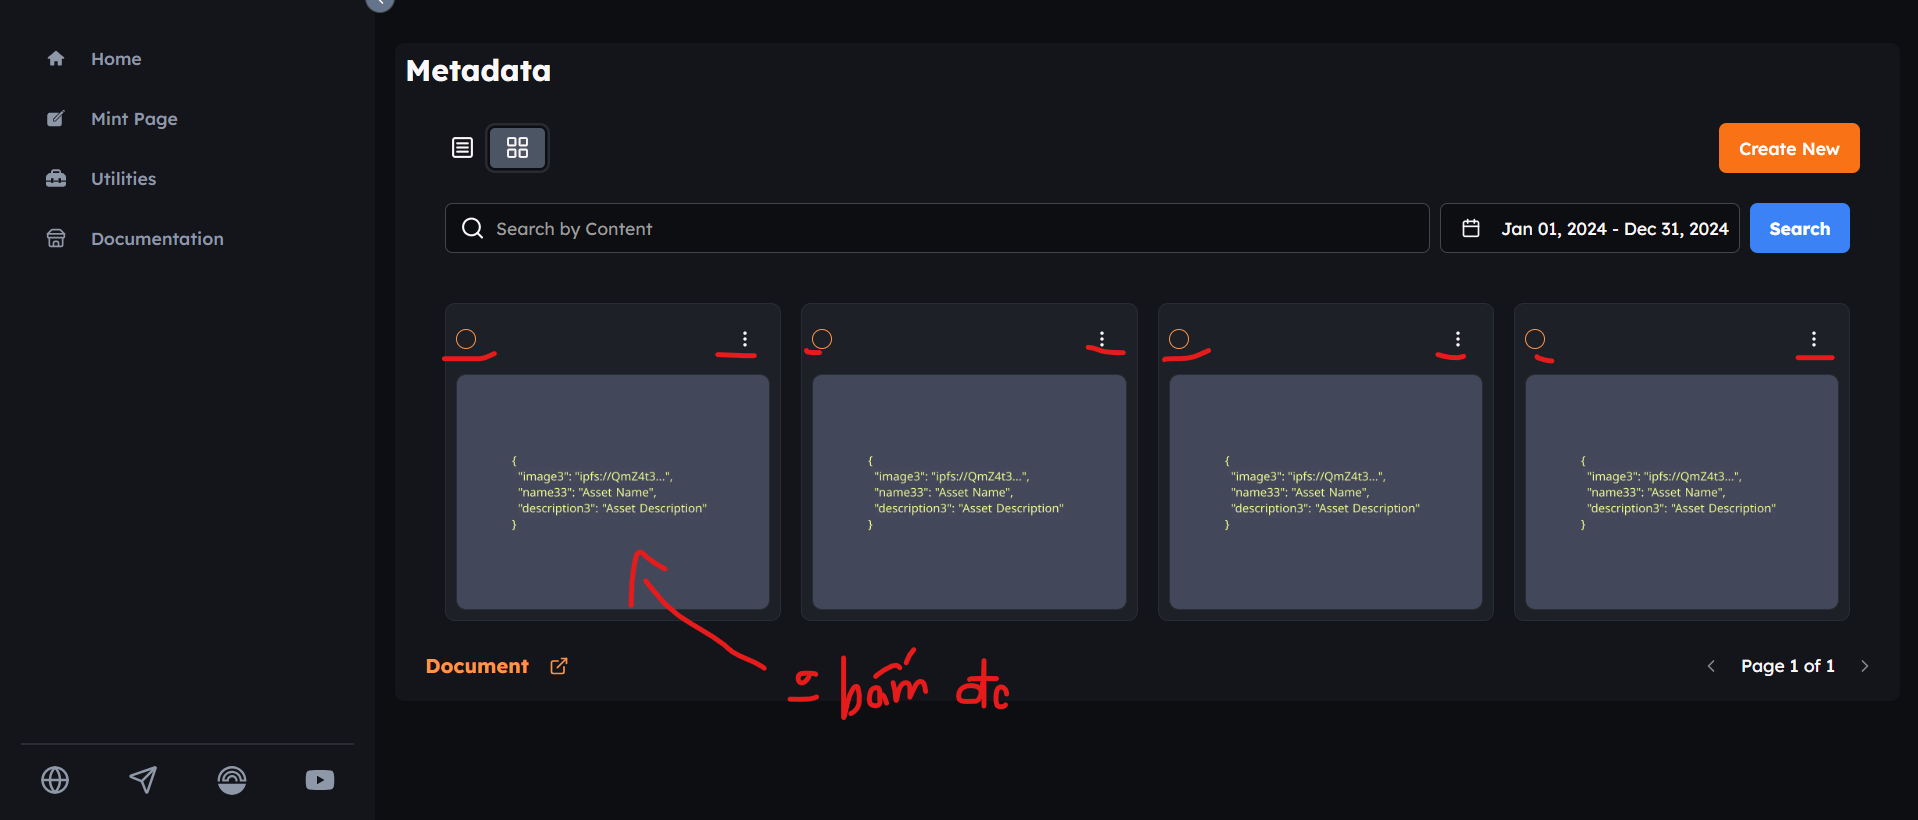 Home
Mint Page
Utilities
Documentation
Metadata
Create New
Search by Content
Jan 01, 2024 - Dec 31, 2024
Search
{
"image3": "ipfs://QmZ4t3...",
"name33": "Asset Name",
"description3": "Asset Description"
}
{
"image3": "ipfs://QmZ4t3...",
"name33": "Asset Name",
"description3": "Asset Description"
}
{
"image3": "ipfs://QmZ4t3...",
"name33": "Asset Name",
"description3": "Asset Description"
}
{
"image3": "ipfs://QmZ4t3...",
"name33": "Asset Name",
"description3": "Asset Description"
}
Document
Page 1 of 1
bấm đc